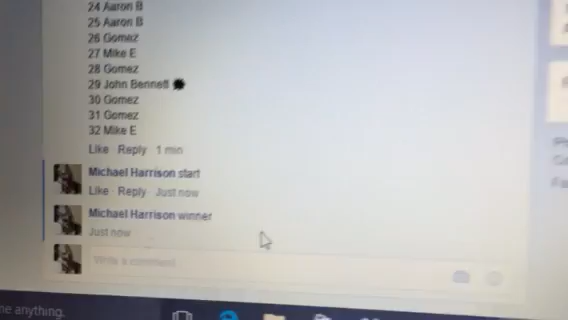 24 Aaron B
25 Aaron B
26 Gomez
27 Mike E
28 Gomez
29 John Bennett
30 Gomez
31 Gomez
32 Mike E
Like · Reply · 1 min
Michael Harrison start
Like · Reply · Just now
Michael Harrison winner
Just now
Write a comment
me anything.